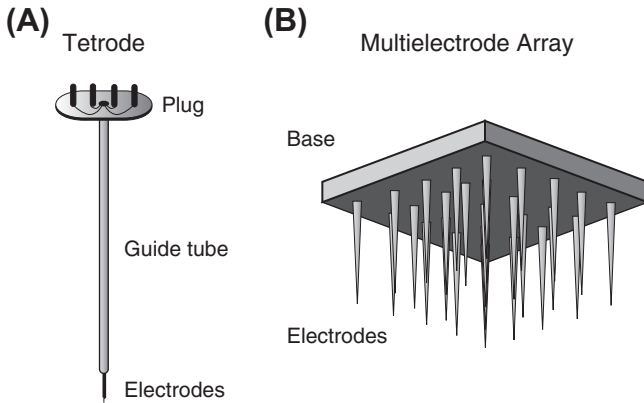 (A)
Tetrode
Plug
Guide tube
Electrodes
(B)
Multielectrode Array
Base
Electrodes